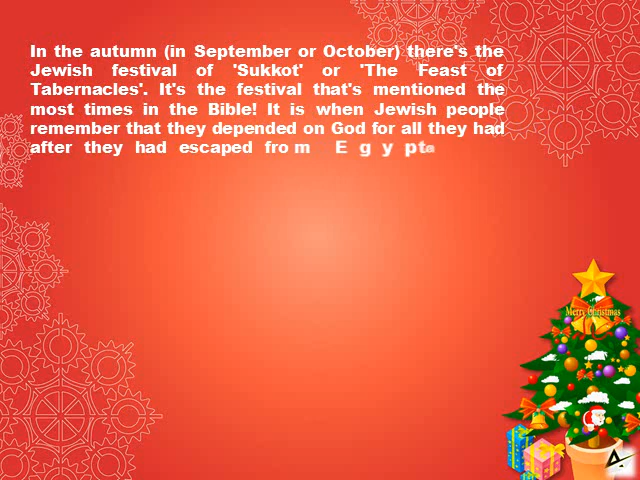 In the autumn (in September or October) there's the
Jewish festival of 'Sukkot' or 'The Feast of
Tabernacles'. It's the festival that's mentioned the
most times in the Bible! It is when Jewish people
remember that they depended on God for all they had
after they had escaped from Egypt
Merry Christmas